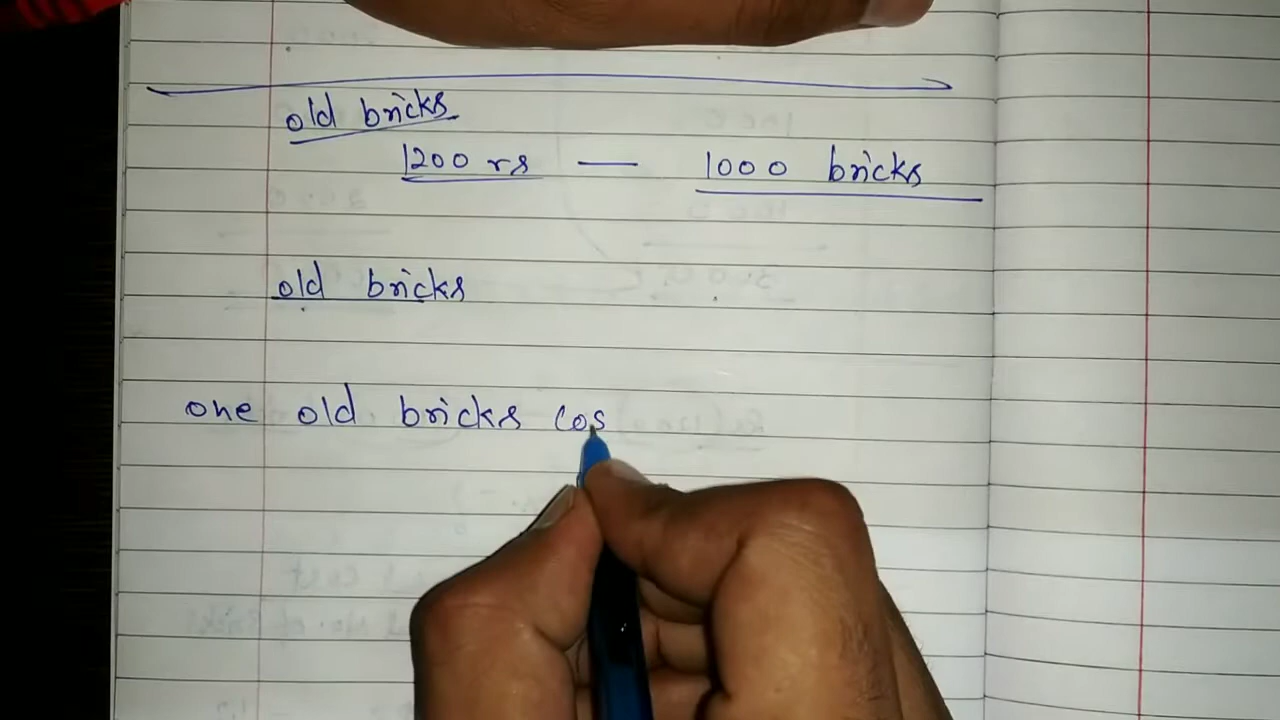 old bricks
1200 rs — 1000 bricks
old bricks
one old bricks cos